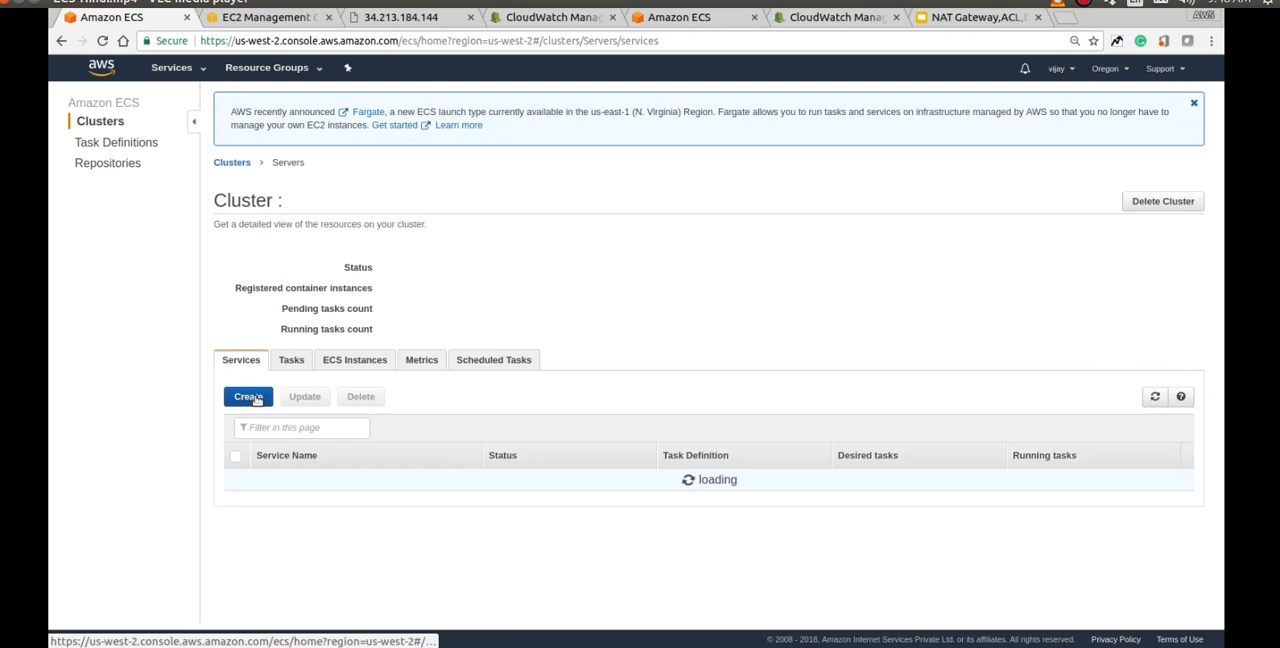 Amazon ECS
EC2 Management C
34.213.184.144
CloudWatch Manag
Amazon ECS
CloudWatch Manag
NAT Gateway,ACL,E
AWS
Secure
https://us-west-2.console.aws.amazon.com/ecs/home?region=us-west-2#/clusters/Servers/services
aws
Services
Resource Groups
vijay
Oregon
Support
Amazon ECS
Clusters
Task Definitions
Repositories
AWS recently announced Fargate, a new ECS launch type currently available in the us-east-1 (N. Virginia) Region. Fargate allows you to run tasks and services on infrastructure managed by AWS so that you no longer have to
manage your own EC2 instances. Get started Learn more
Clusters > Servers
Cluster :
Delete Cluster
Get a detailed view of the resources on your cluster.
Status
Registered container instances
Pending tasks count
Running tasks count
Services
Tasks
ECS Instances
Metrics
Scheduled Tasks
Create
Update
Delete
Filter in this page
Service Name
Status
Task Definition
Desired tasks
Running tasks
loading
https://us-west-2.console.aws.amazon.com/ecs/home?region=us-west-2#/...
© 2008 - 2018, Amazon Internet Services Private Ltd. or its affiliates. All rights reserved.
Privacy Policy
Terms of Use